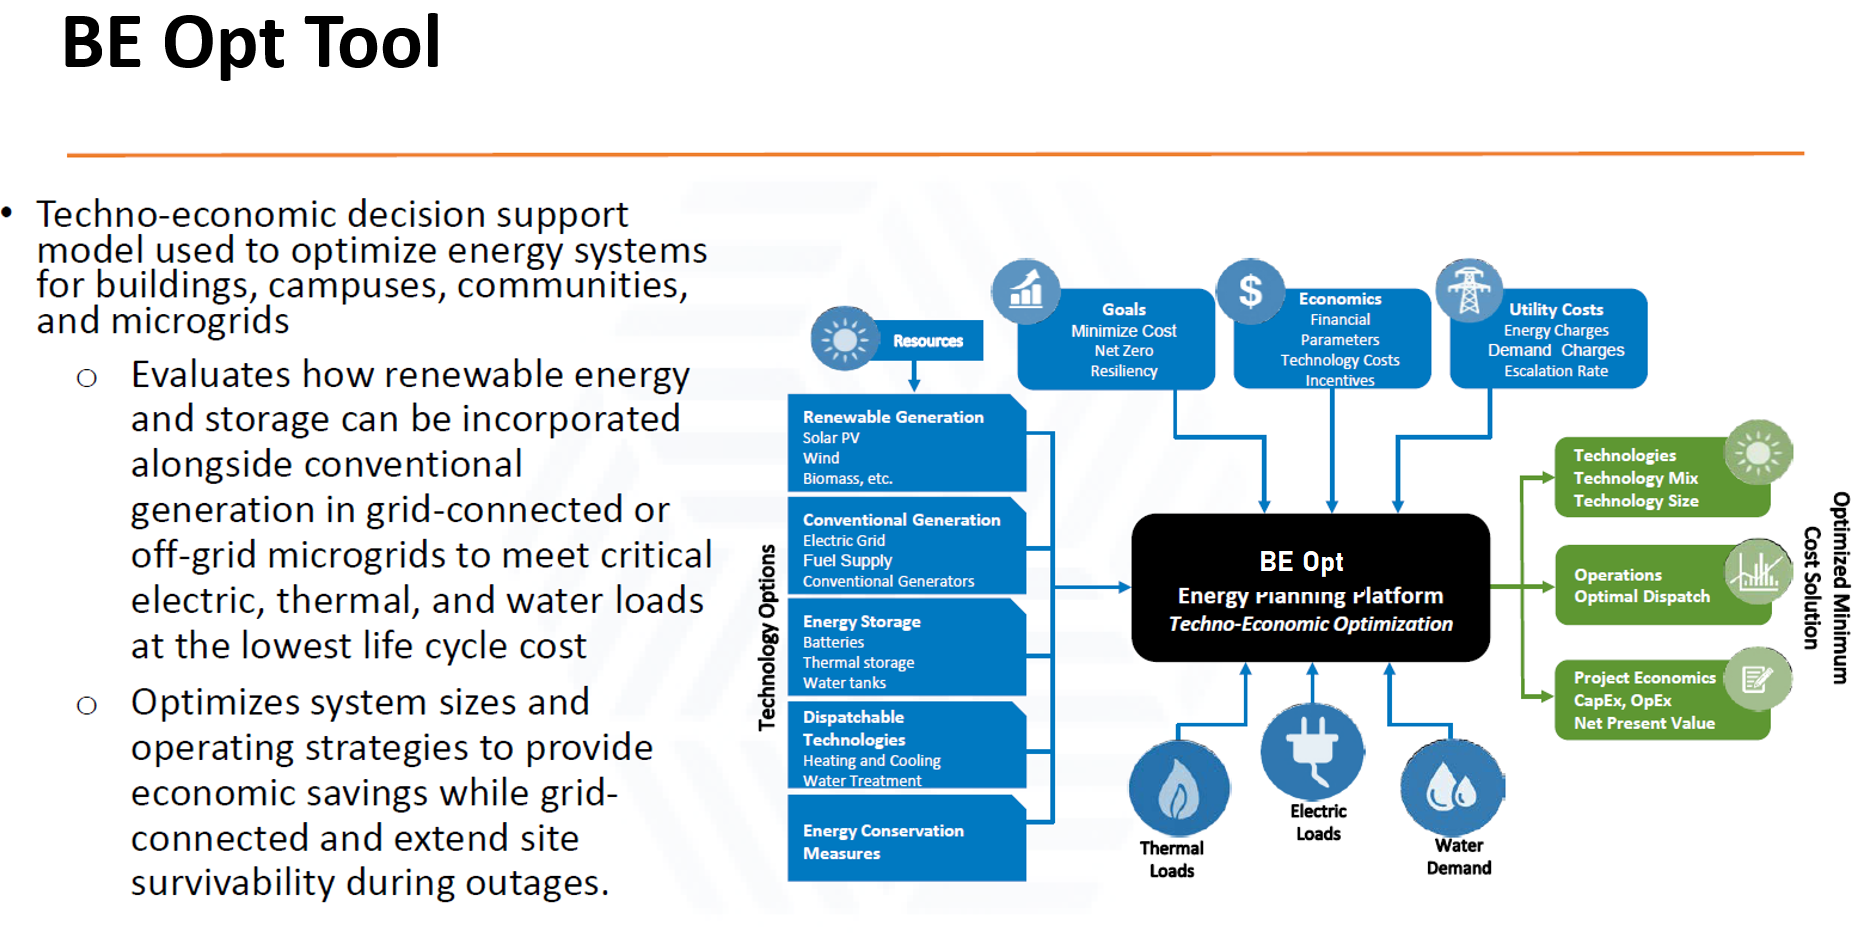 BE Opt Tool
• Techno-economic decision support
model used to optimize energy systems
for buildings, campuses, communities,
and microgrids
o Evaluates how renewable energy
and storage can be incorporated
alongside conventional
generation in grid-connected or
off-grid microgrids to meet critical
electric, thermal, and water loads
at the lowest life cycle cost
o Optimizes system sizes and
operating strategies to provide
economic savings while grid-
connected and extend site
survivability during outages.
Resources
Goals
Minimize Cost
Net Zero
Resiliency
$
Economics
Financial
Parameters
Technology Costs
Incentives
Utility Costs
Energy Charges
Demand Charges
Escalation Rate
Technology Options
Renewable Generation
Solar PV
Wind
Biomass, etc.
Conventional Generation
Electric Grid
Fuel Supply
Conventional Generators
Energy Storage
Batteries
Thermal storage
Water tanks
Dispatchable
Technologies
Heating and Cooling
Water Treatment
Energy Conservation
Measures
BE Opt
Energy Planning Platform
Techno-Economic Optimization
Thermal
Loads
Electric
Loads
Water
Demand
Technologies
Technology Mix
Technology Size
Operations
Optimal Dispatch
Project Economics
CapEx, OpEx
Net Present Value
Optimized Minimum
Cost Solution